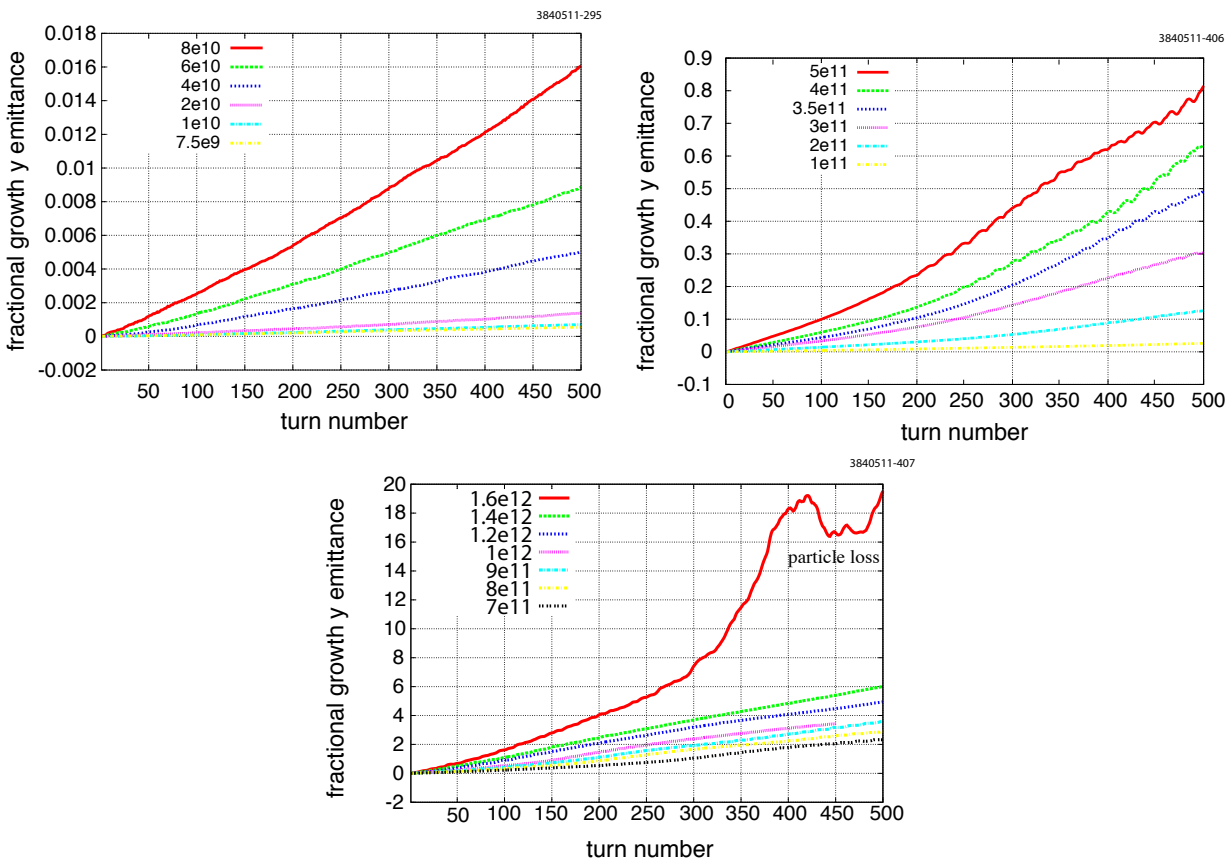 3840511-295
fractional growth y emittance
0.018
0.016
0.014
0.012
0.01
0.008
0.006
0.004
0.002
0
-0.002
8e10
6e10
4e10
2e10
1e10
7.5e9
50 100 150 200 250 300 350 400 450 500
turn number
3840511-406
fractional growth y emittance
0.9
0.8
0.7
0.6
0.5
0.4
0.3
0.2
0.1
0
-0.1
5e11
4e11
3.5e11
3e11
2e11
1e11
0 50 100 150 200 250 300 350 400 450 500
turn number
3840511-407
fractional growth y emittance
20
18
16
14
12
10
8
6
4
2
0
-2
1.6e12
1.4e12
1.2e12
1e12
9e11
8e11
7e11
particle loss
50 100 150 200 250 300 350 400 450 500
turn number